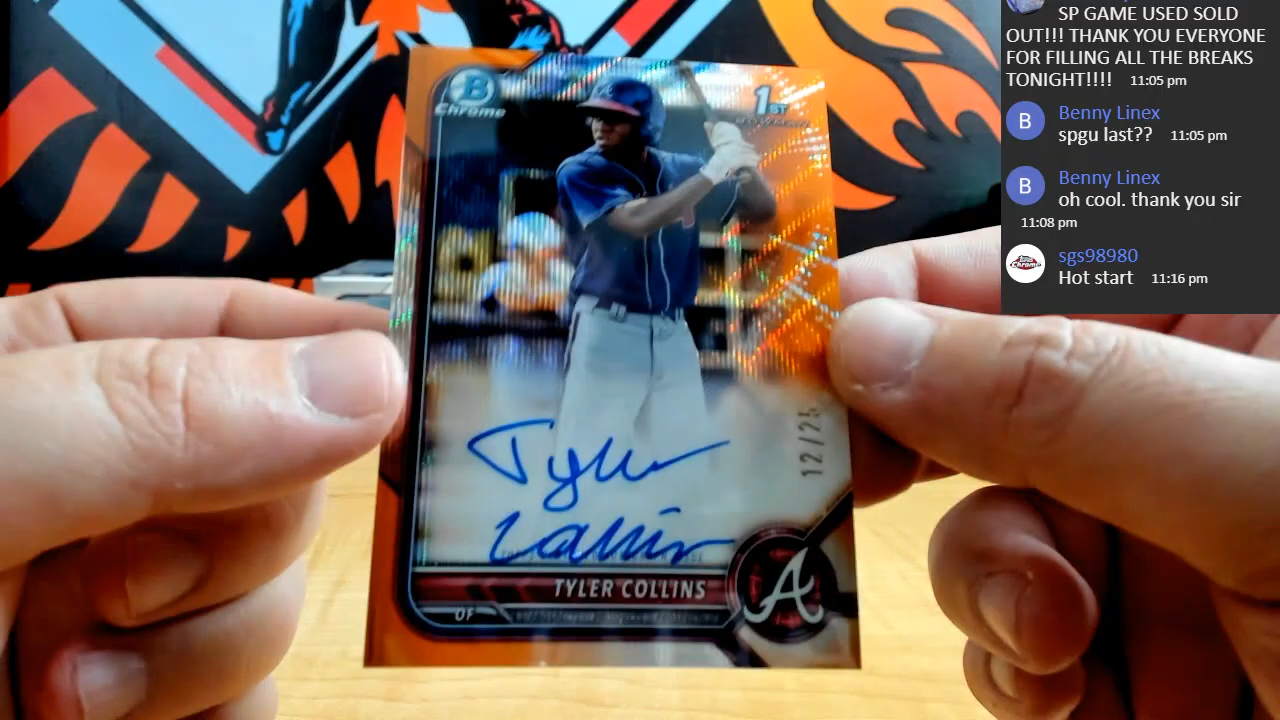 SP GAME USED SOLD
OUT!!! THANK YOU EVERYONE
FOR FILLING ALL THE BREAKS
TONIGHT!!!! 11:05 pm
B Benny Linex
spgu last?? 11:05 pm
B Benny Linex
oh cool. thank you sir
11:08 pm
sgs98980
Hot start 11:16 pm
B
Chrome
1ST
BOWMAN
12/25
Tyler
Collins
TYLER COLLINS
A
OF